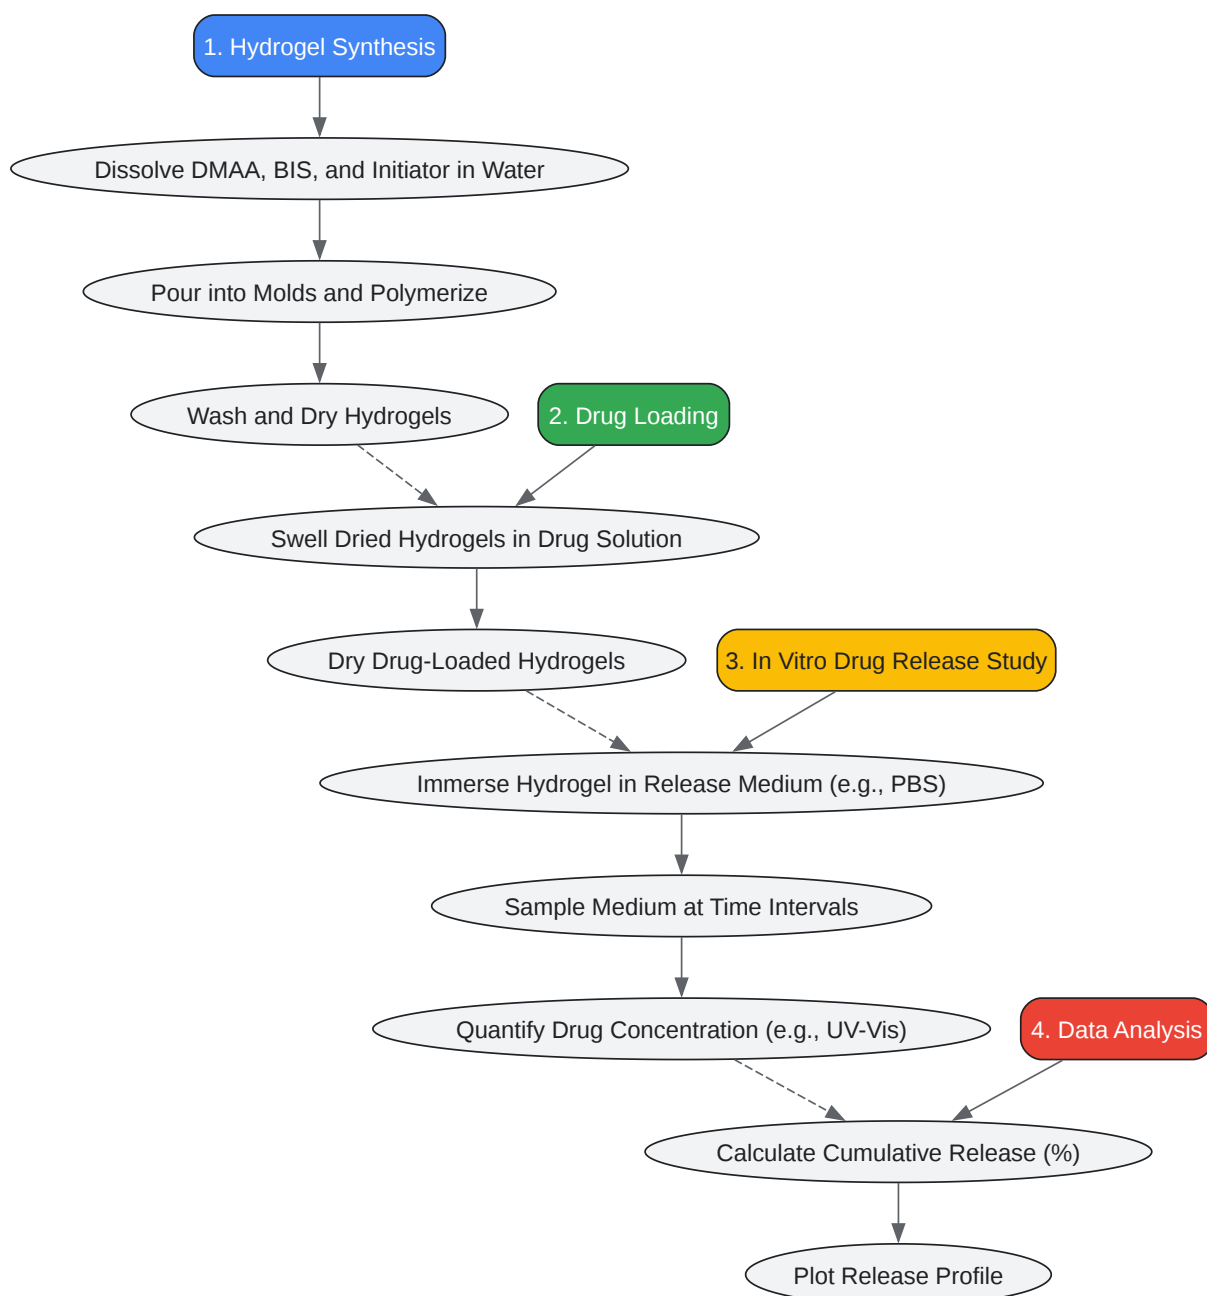 1. Hydrogel Synthesis
Dissolve DMAA, BIS, and Initiator in Water
Pour into Molds and Polymerize
Wash and Dry Hydrogels
2. Drug Loading
Swell Dried Hydrogels in Drug Solution
Dry Drug-Loaded Hydrogels
3. In Vitro Drug Release Study
Immerse Hydrogel in Release Medium (e.g., PBS)
Sample Medium at Time Intervals
Quantify Drug Concentration (e.g., UV-Vis)
4. Data Analysis
Calculate Cumulative Release (%)
Plot Release Profile